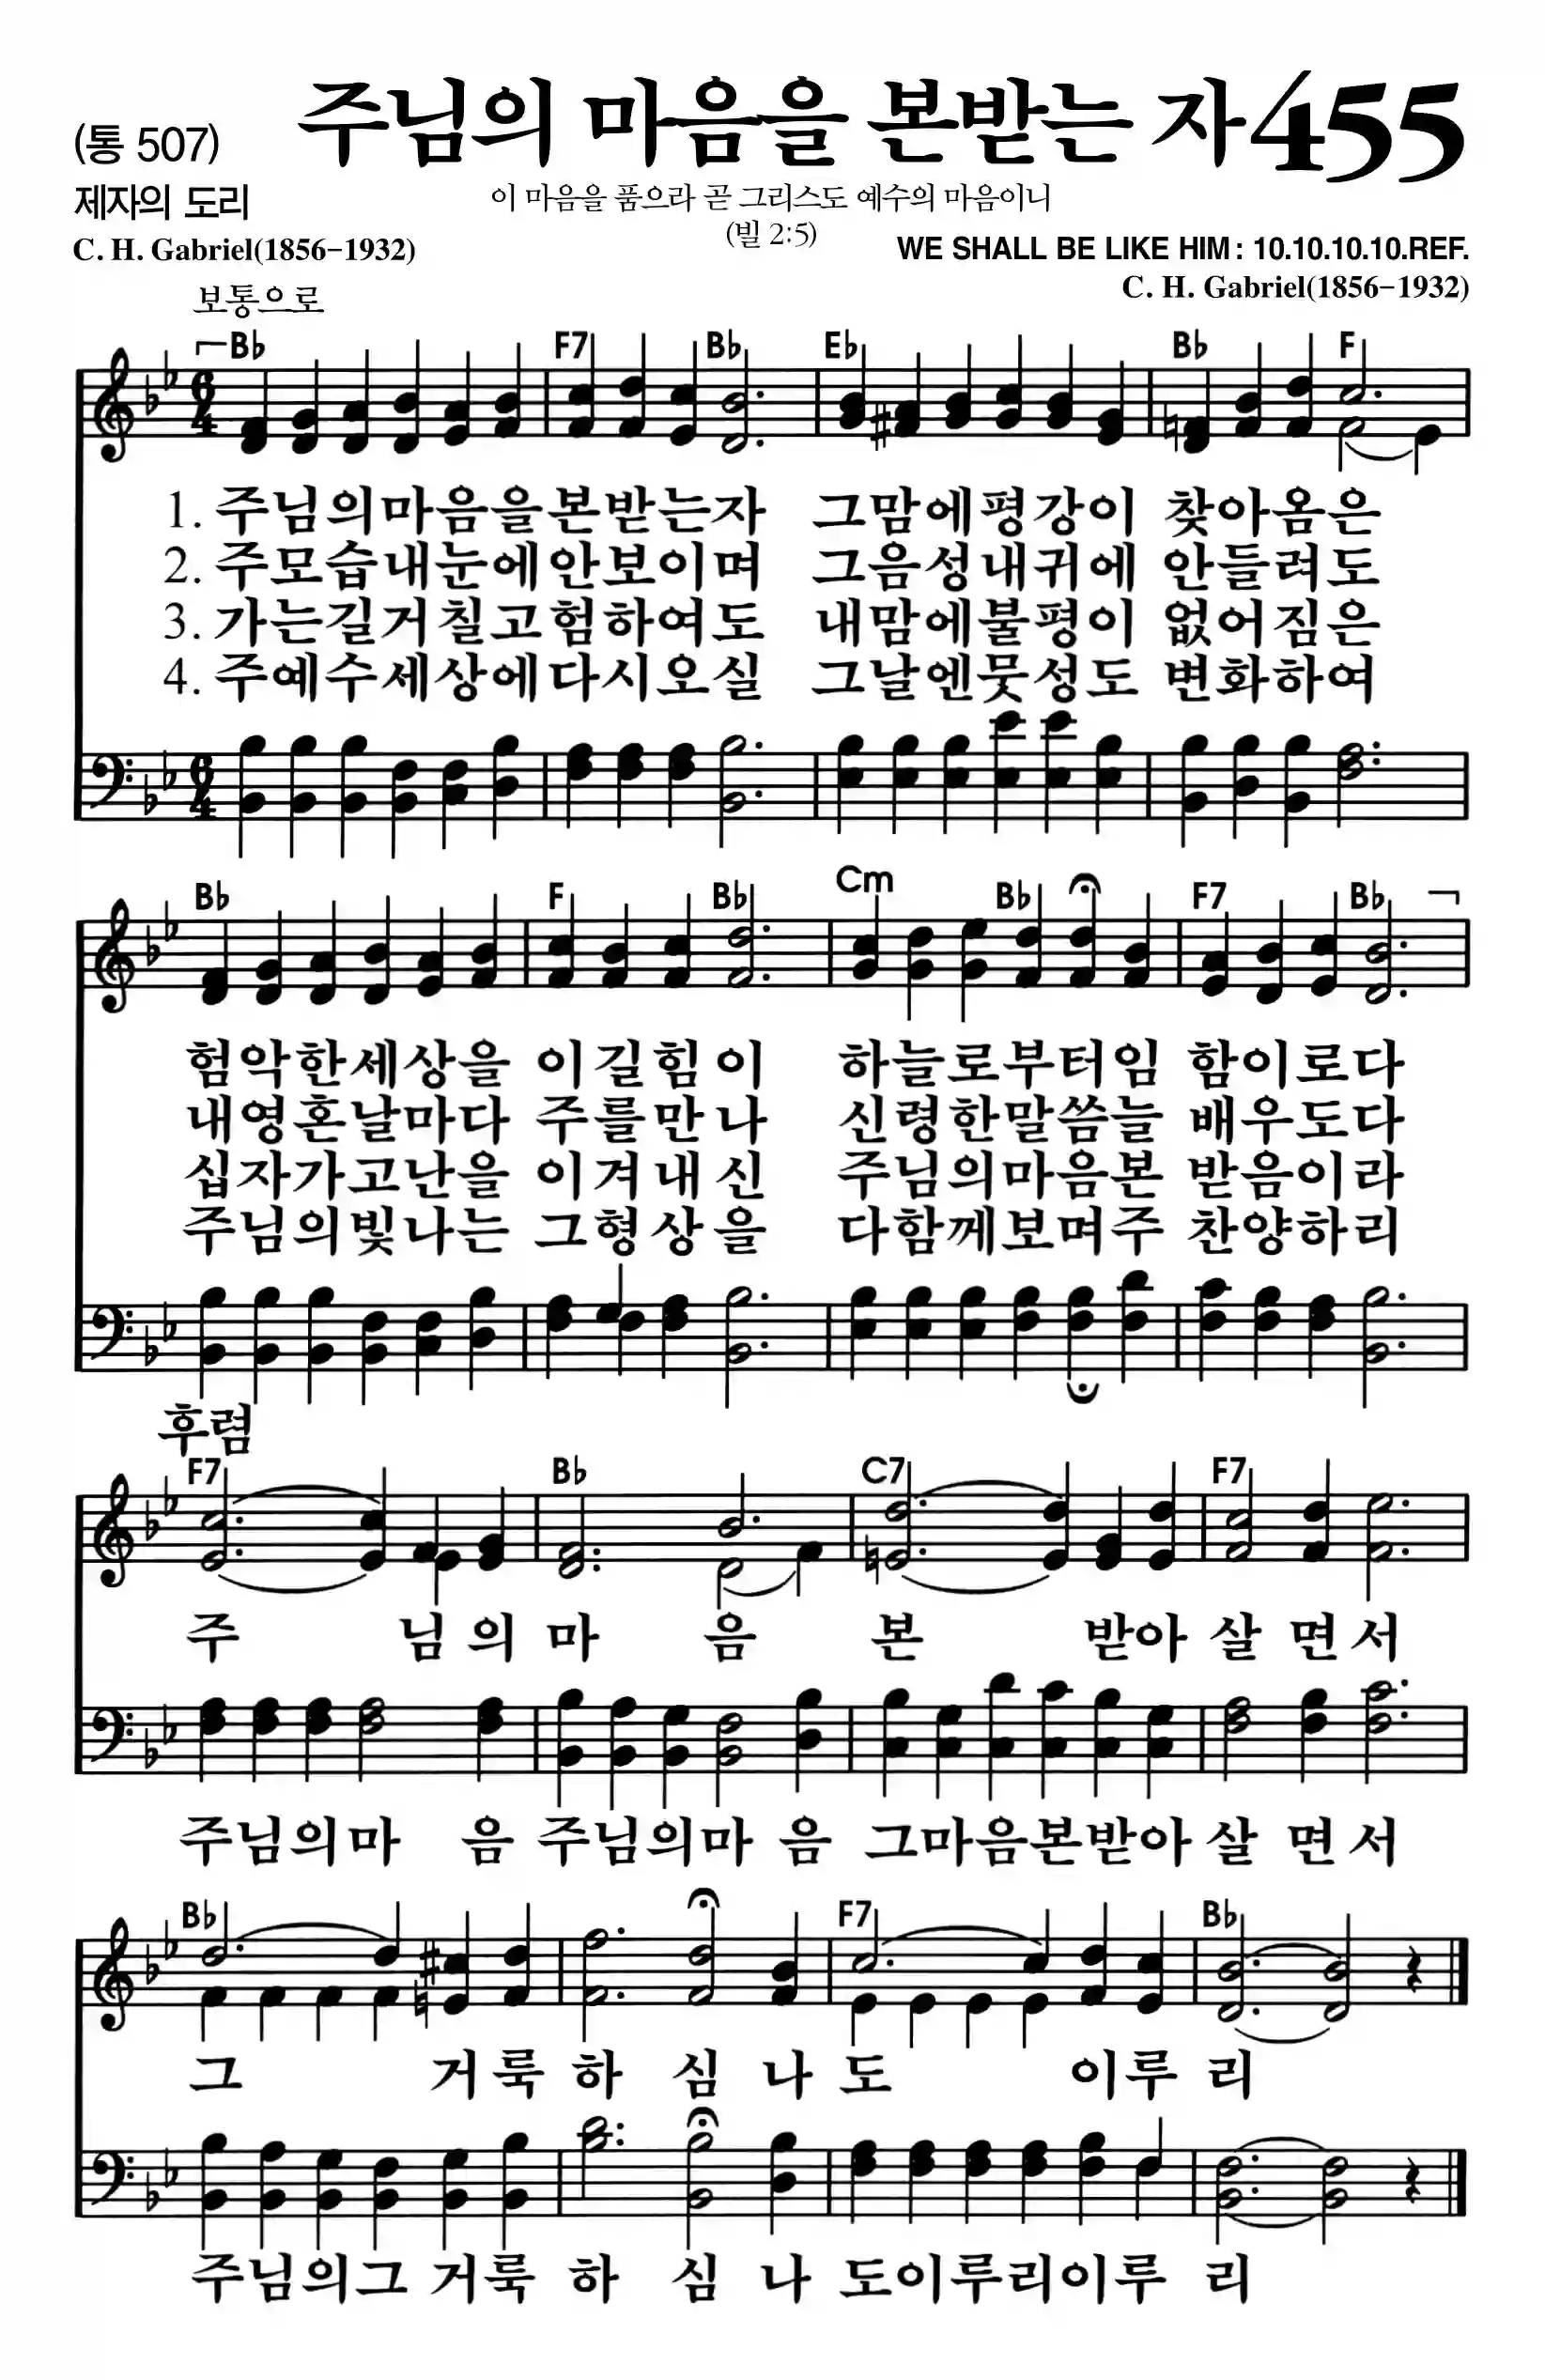 (통 507) 주님의 마음을 본받는 자 455
제자의 도리
이 마음을 품으라 곧 그리스도 예수의 마음이니
(빌 2:5)
C. H. Gabriel(1856-1932)
WE SHALL BE LIKE HIM: 10.10.10.10.REF.
C. H. Gabriel(1856-1932)
보통으로
B♭ F7 B♭ E♭ B♭ F
6 4
1. 주님의마음을본받는자 그맘에평강이 찾아옴은
2. 주모습내눈에안보이며 그음성내귀에 안들려도
3. 가는길거칠고험하여도 내맘에불평이 없어짐은
4. 주예수세상에다시오실 그날엔뭇성도 변화하여
6 4
B♭ F B♭ Cm B♭ F7 B♭
험악한세상을 이길힘이 하늘로부터임 함이로다
내영혼날마다 주를만나 신령한말씀늘 배우도다
십자가고난을 이겨내신 주님의마음본 받음이라
주님의빛나는 그형상을 다함께보며주 찬양하리
후렴
F7 B♭ C7 F7
주 님의 마 음 본 받아 살 면 서
주님의마 음 주님의마 음 그마음본받아 살 면 서
B♭ F7 B♭
그 거룩 하 심 나 도 이루 리
주님의그 거룩 하 심 나 도이루리이루 리